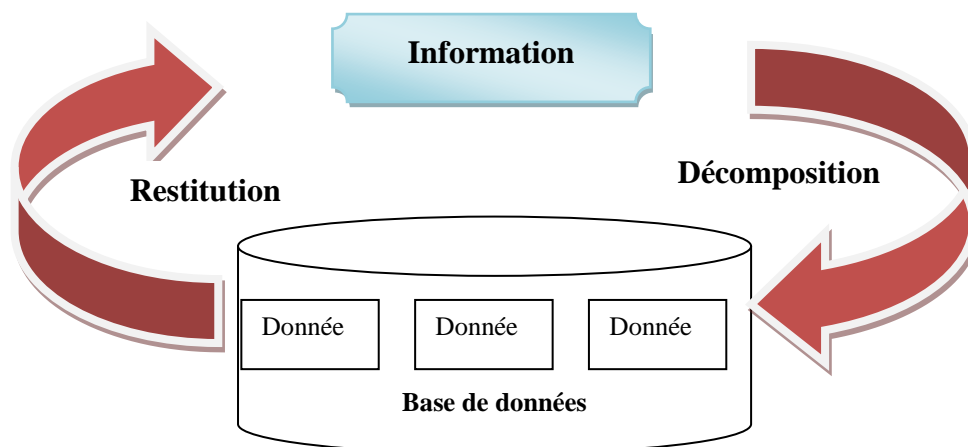 Information
Décomposition
Restitution
Donnée
Donnée
Donnée
Base de données